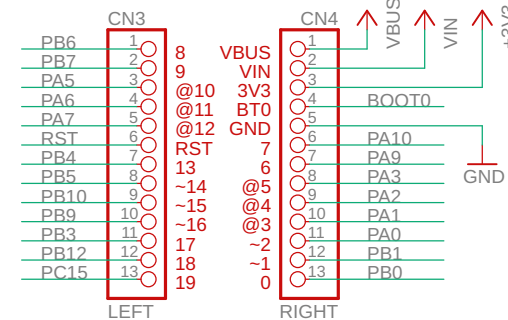 CN3
PB6 1 8
PB7 2 9
PA5 3 @10
PA6 4 @11
PA7 5 @12
RST 6 RST
PB4 7 13
PB5 8 ~14
PB10 9 ~15
PB9 10 ~16
PB3 11 17
PB12 12 18
PC15 13 19
LEFT
CN4
VBUS 1 VBUS
VIN 2 VIN
3V3 3 +3V3
BT0 4 BOOT0
GND 5 GND
7 6 PA10
6 7 PA9
@5 8 PA3
@4 9 PA2
@3 10 PA1
~2 11 PA0
~1 12 PB1
0 13 PB0
RIGHT